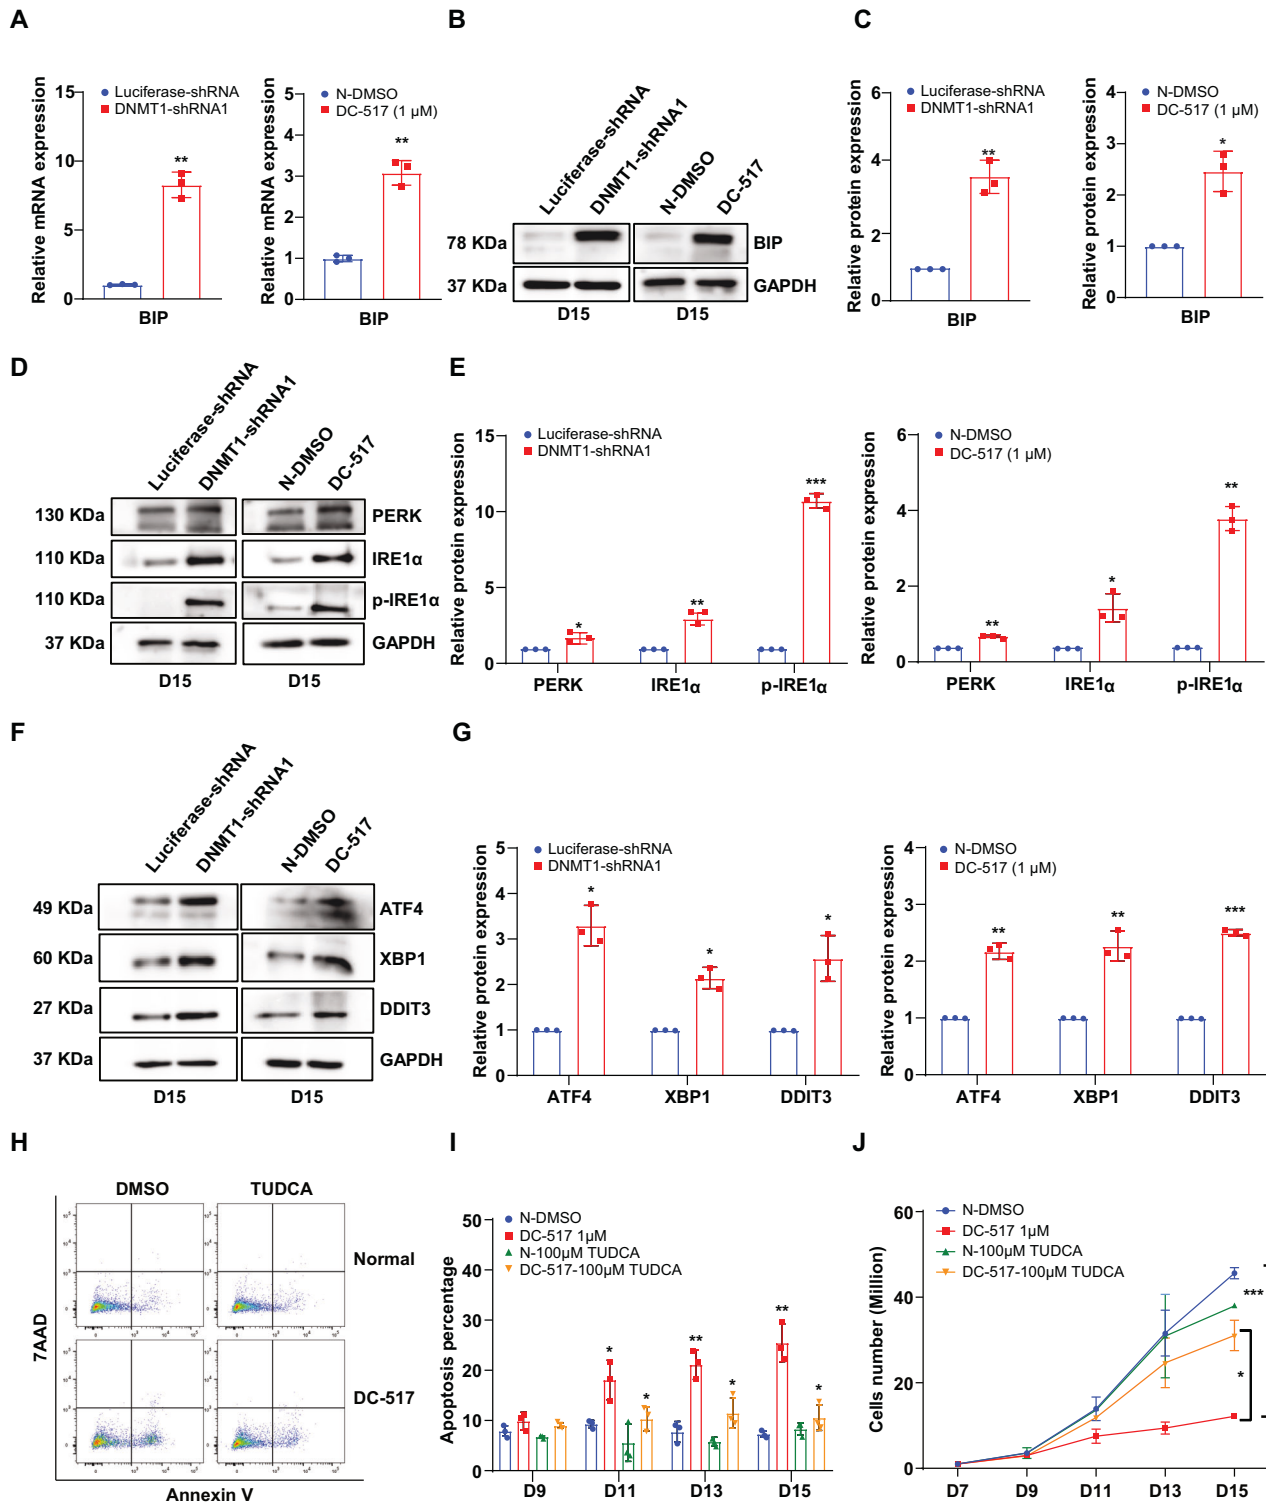 A
Relative mRNA expression
Luciferase-shRNA
DNMT1-shRNA1
15
10
5
0
**
BIP
Relative mRNA expression
N-DMSO
DC-517 (1 µM)
5
4
3
2
1
0
**
BIP
B
Luciferase-shRNA
DNMT1-shRNA1
N-DMSO
DC-517
78 KDa
BIP
37 KDa
GAPDH
D15
D15
C
Relative protein expression
Luciferase-shRNA
DNMT1-shRNA1
6
4
2
0
**
BIP
Relative protein expression
N-DMSO
DC-517 (1 µM)
4
3
2
1
0
*
BIP
D
Luciferase-shRNA
DNMT1-shRNA1
N-DMSO
DC-517
130 KDa
PERK
110 KDa
IRE1α
110 KDa
p-IRE1α
37 KDa
GAPDH
D15
D15
E
Relative protein expression
Luciferase-shRNA
DNMT1-shRNA1
15
10
5
0
*
**
***
PERK
IRE1α
p-IRE1α
Relative protein expression
N-DMSO
DC-517 (1 µM)
6
4
2
0
**
*
**
PERK
IRE1α
p-IRE1α
F
Luciferase-shRNA
DNMT1-shRNA1
N-DMSO
DC-517
49 KDa
ATF4
60 KDa
XBP1
27 KDa
DDIT3
37 KDa
GAPDH
D15
D15
G
Relative protein expression
Luciferase-shRNA
DNMT1-shRNA1
5
4
3
2
1
0
*
*
*
ATF4
XBP1
DDIT3
Relative protein expression
N-DMSO
DC-517 (1 µM)
4
3
2
1
0
**
**
***
ATF4
XBP1
DDIT3
H
DMSO
TUDCA
Normal
DC-517
7AAD
Annexin V
I
Apoptosis percentage
N-DMSO
DC-517 1µM
N-100µM TUDCA
DC-517-100µM TUDCA
50
40
30
20
10
0
*
*
**
*
**
*
D9
D11
D13
D15
J
Cells number (Million)
N-DMSO
DC-517 1µM
N-100µM TUDCA
DC-517-100µM TUDCA
60
40
20
0
***
*
D7
D9
D11
D13
D15